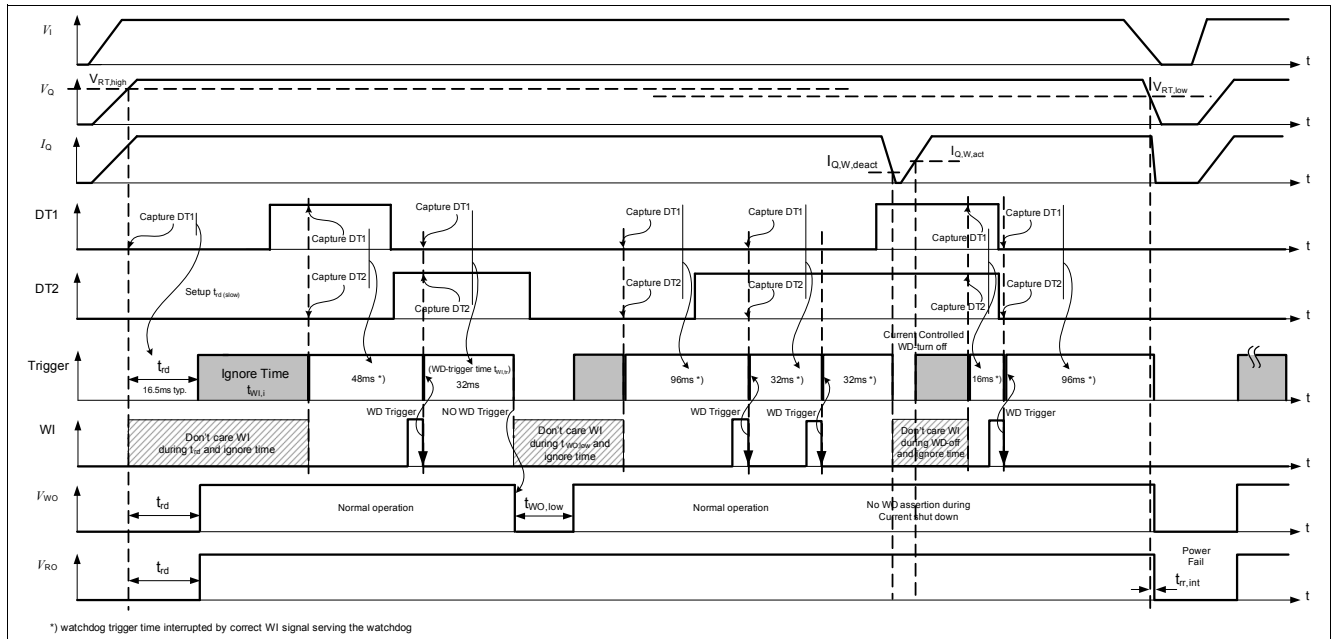 VI
t
VRT,high
VQ
VRT,low
t
IQ
IQ,W,deact
IQ,W,act
t
DT1
Capture DT1
Capture DT1
Capture DT1
Capture DT1
Capture DT1
Capture DT1
Capture DT1
t
DT2
Setup trd (slow)
Capture DT2
Capture DT2
Capture DT2
Capture DT2
Capture DT2
Capture DT2
t
Current Controlled
WD-turn off
Trigger
trd
16.5ms typ.
Ignore Time
tWI,i
48ms *)
(WD-trigger time tWI,tr)
32ms
96ms *)
32ms *)
32ms *)
16ms *)
96ms *)
t
WD Trigger
NO WD Trigger
WD Trigger
WD Trigger
WD Trigger
WI
Don't care WI
during trd and ignore time
Don't care WI
during tWO,low and
ignore time
Don't care WI
during WD-off
and ignore time
t
VWO
trd
Normal operation
tWO,low
Normal operation
No WO assertion during
Current shut down
t
VRO
trd
Power
Fail
trr,int
t
*) watchdog trigger time interrupted by correct WI signal serving the watchdog